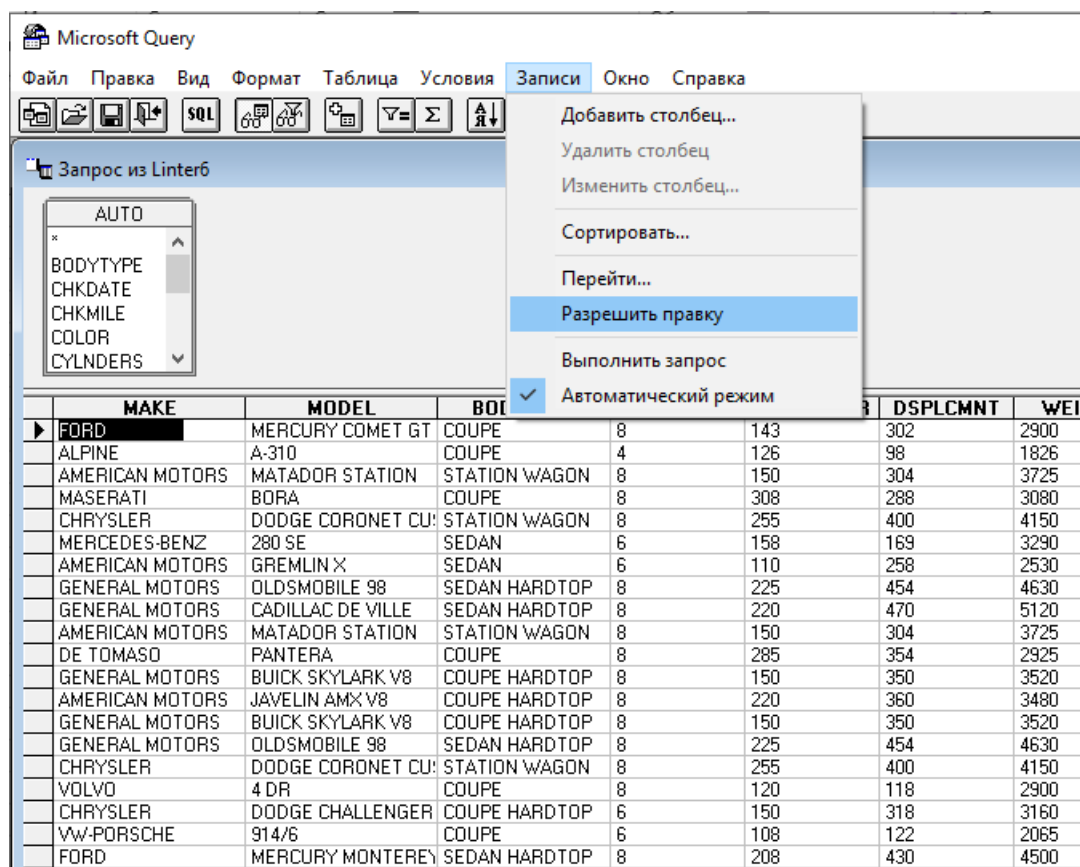 Microsoft Query
Файл Правка Вид Формат Таблица Условия Записи Окно Справка
SQL
Добавить столбец...
Удалить столбец
Изменить столбец...
Сортировать...
Перейти...
Разрешить правку
Выполнить запрос
Автоматический режим
Запрос из Linter6
AUTO
*
BODYTYPE
CHKDATE
CHKMILE
COLOR
CYLNDERS
MAKE MODEL DSPLCMNT
FORD MERCURY COMET GT COUPE 8 143 302 2900
ALPINE A-310 COUPE 4 126 98 1826
AMERICAN MOTORS MATADOR STATION STATION WAGON 8 150 304 3725
MASERATI BORA COUPE 8 308 288 3080
CHRYSLER DODGE CORONET STATION WAGON 8 255 400 4150
MERCEDES-BENZ 280 SE SEDAN 6 158 169 3290
AMERICAN MOTORS GREMLIN X SEDAN 6 110 258 2530
GENERAL MOTORS OLDSMOBILE 98 SEDAN HARDTOP 8 225 454 4630
GENERAL MOTORS CADILLAC DE VILLE SEDAN HARDTOP 8 220 470 5120
AMERICAN MOTORS MATADOR STATION STATION WAGON 8 150 304 3725
DE TOMASO PANTERA COUPE 8 285 354 2925
GENERAL MOTORS BUICK SKYLARK V8 COUPE HARDTOP 8 150 350 3520
AMERICAN MOTORS JAVELIN AMX V8 COUPE HARDTOP 8 220 360 3480
GENERAL MOTORS BUICK SKYLARK V8 COUPE HARDTOP 8 150 350 3520
GENERAL MOTORS OLDSMOBILE 98 SEDAN HARDTOP 8 225 454 4630
CHRYSLER DODGE CORONET STATION WAGON 8 255 400 4150
VOLVO 4 DR COUPE 8 120 118 2900
CHRYSLER DODGE CHALLENGER COUPE HARDTOP 6 150 318 3160
VW-PORSCHE 914/6 COUPE 6 108 122 2065
FORD MERCURY MONTEREY SEDAN HARDTOP 8 208 430 4500